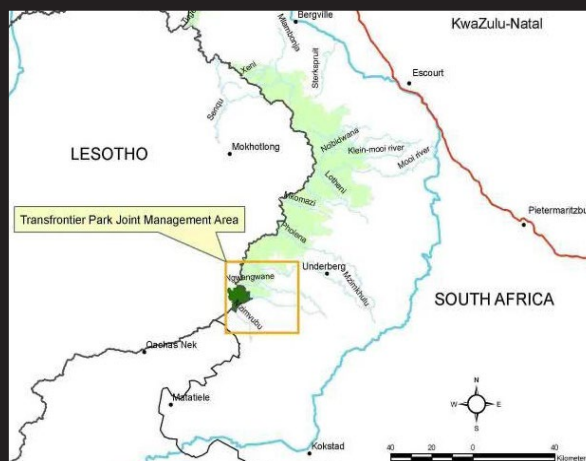 Bergville
KwaZulu-Natal
Mlambonja
Sterkspruit
Xeni
Escourt
Senqu
Nobidwana
LESOTHO
Mokhotlong
Klein-mooi river
Mooi river
Lotheni
Mkomazi
Transfrontier Park Joint Management Area
Pholena
Pietermaritzbu
Ngwangwane
Underberg
Mzimkhulu
SOUTH AFRICA
Mzimvubu
Qachas Nek
Matatiele
N
W
E
S
Kokstad
40 20 0 40
Kilometer